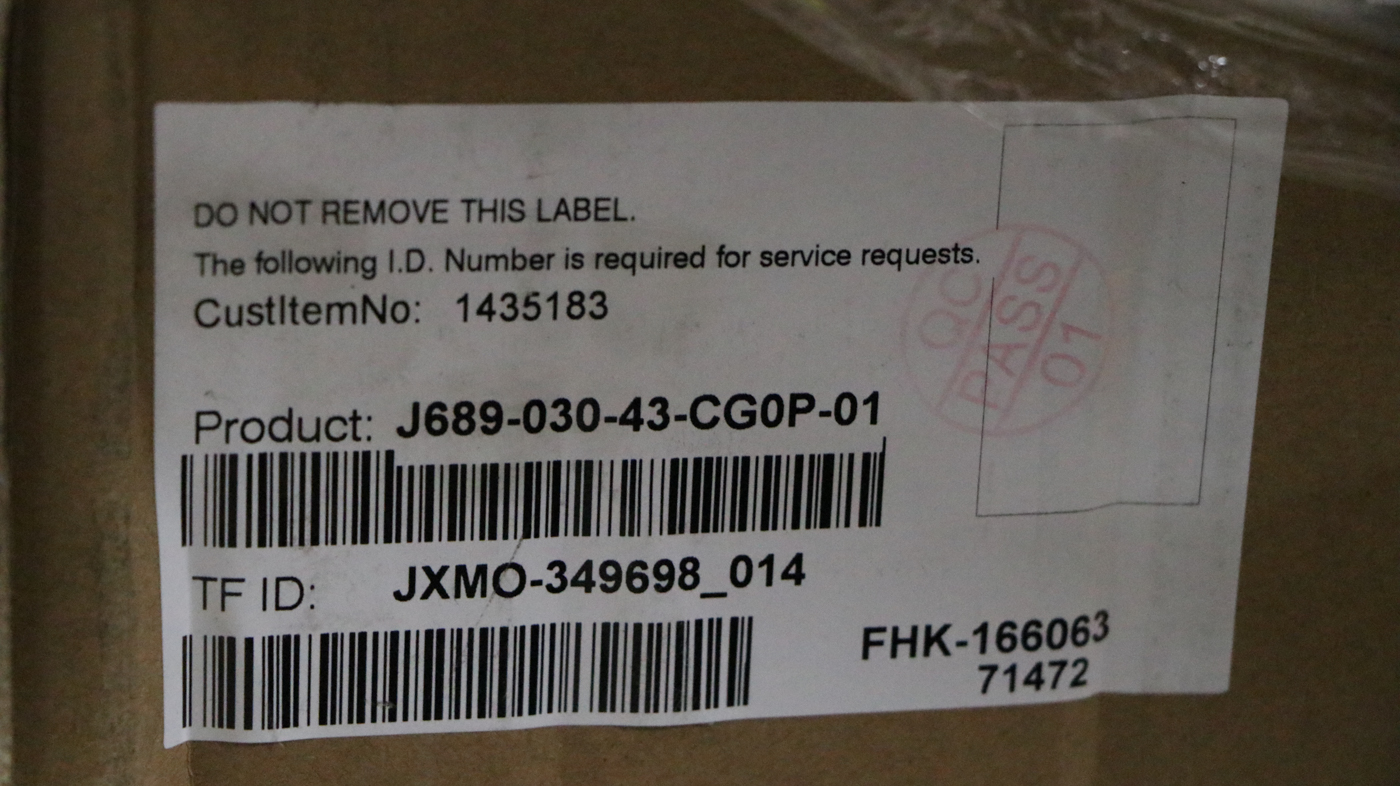 DO NOT REMOVE THIS LABEL.
The following I.D. Number is required for service requests.
CustItemNo: 1435183
QC
PASS
01
Product: J689-030-43-CG0P-01
TF ID: JXMO-349698_014
FHK-166063
71472